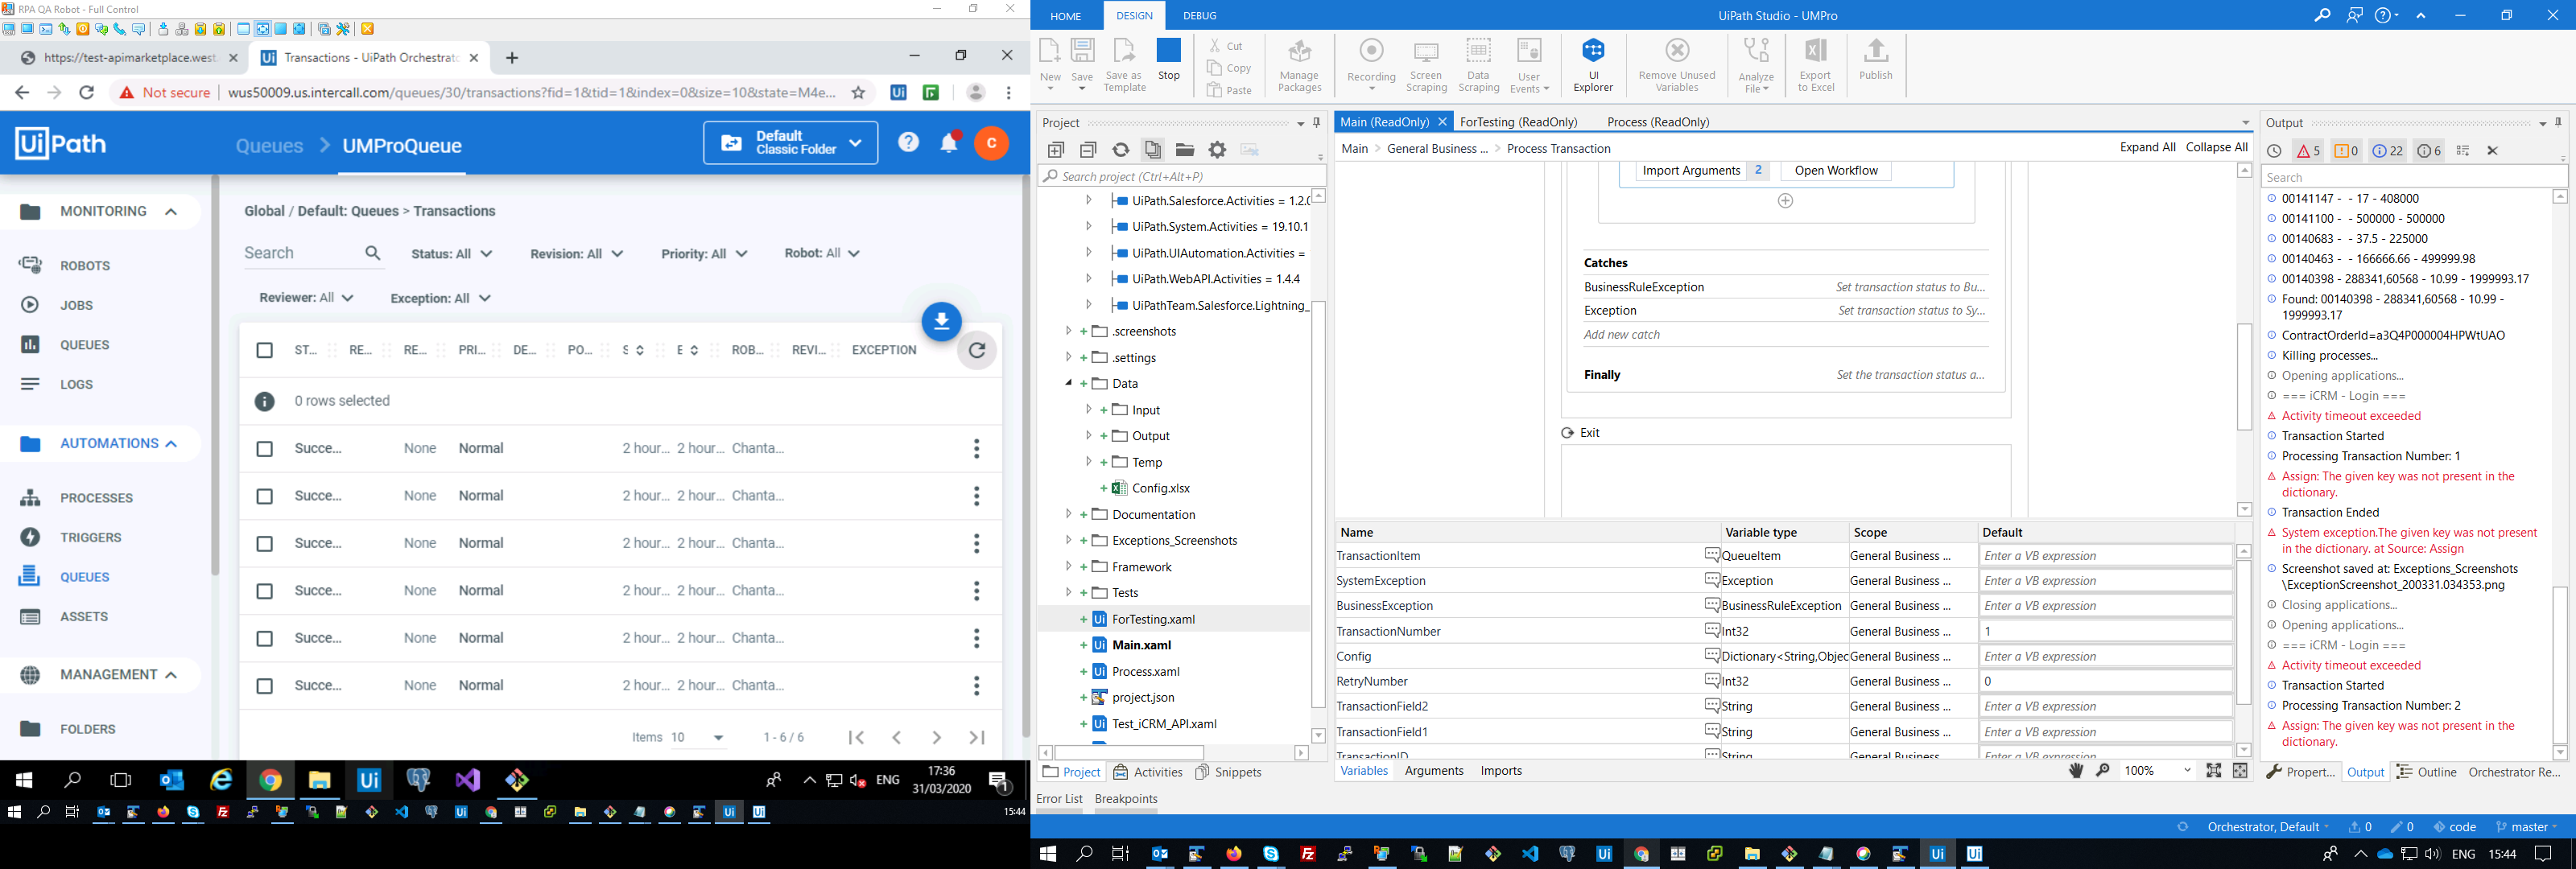 RPA QA Robot - Full Control
https://test-apimarketplace.west
Transactions - UiPath Orchestrato
Not secure
wus50009.us.intercall.com/queues/30/transactions?fid=1&tid=1&index=0&size=10&state=M4e...
UiPath
Queues > UMProQueue
Default
Classic Folder
C
MONITORING
ROBOTS
JOBS
QUEUES
LOGS
AUTOMATIONS
PROCESSES
TRIGGERS
QUEUES
ASSETS
MANAGEMENT
FOLDERS
Global / Default: Queues > Transactions
Search
Status: All
Revision: All
Priority: All
Robot: All
Reviewer: All
Exception: All
ST... RE... RE... PRI... DE... PO... S E ROB... REVI... EXCEPTION
0 rows selected
Succe... None Normal 2 hour... 2 hour... Chanta...
Succe... None Normal 2 hour... 2 hour... Chanta...
Succe... None Normal 2 hour... 2 hour... Chanta...
Succe... None Normal 2 hour... 2 hour... Chanta...
Succe... None Normal 2 hour... 2 hour... Chanta...
Succe... None Normal 2 hour... 2 hour... Chanta...
Items 10 1 - 6 / 6
ENG
17:36
31/03/2020
15:44
HOME DESIGN DEBUG
UiPath Studio - UMPro
New
Save
Save as
Template
Stop
Cut
Copy
Paste
Manage
Packages
Recording
Screen
Scraping
Data
Scraping
User
Events
UI
Explorer
Remove Unused
Variables
Analyze
File
Export
to Excel
Publish
Project
Search project (Ctrl+Alt+P)
UiPath.Salesforce.Activities = 1.2.0
UiPath.System.Activities = 19.10.1
UiPath.UIAutomation.Activities =
UiPath.WebAPI.Activities = 1.4.4
UiPathTeam.Salesforce.Lightning_
.screenshots
.settings
Data
Input
Output
Temp
Config.xlsx
Documentation
Exceptions_Screenshots
Framework
Tests
ForTesting.xaml
Main.xaml
Process.xaml
project.json
Test_iCRM_API.xaml
Project
Activities
Snippets
Error List
Breakpoints
Main (ReadOnly)
ForTesting (ReadOnly)
Process (ReadOnly)
Main > General Business ... > Process Transaction
Expand All
Collapse All
Import Arguments 2
Open Workflow
Catches
BusinessRuleException Set transaction status to Bu...
Exception Set transaction status to Sy...
Add new catch
Finally Set the transaction status a...
Exit
Name Variable type Scope Default
TransactionItem QueueItem General Business ... Enter a VB expression
SystemException Exception General Business ... Enter a VB expression
BusinessException BusinessRuleException General Business ... Enter a VB expression
TransactionNumber Int32 General Business ... 1
Config Dictionary<String,Objec General Business ... Enter a VB expression
RetryNumber Int32 General Business ... 0
TransactionField2 String General Business ... Enter a VB expression
TransactionField1 String General Business ... Enter a VB expression
TransactionID String General Business ... Enter a VB expression
Variables
Arguments
Imports
100%
Output
5 0 22 6
Search
00141147 - - 17 - 408000
00141100 - - 500000 - 500000
00140683 - - 37.5 - 225000
00140463 - - 166666.66 - 499999.98
00140398 - 288341,60568 - 10.99 - 1999993.17
Found: 00140398 - 288341,60568 - 10.99 -
1999993.17
ContractOrderId=a3Q4P000004HPWtUAO
Killing processes...
Opening applications...
=== iCRM - Login ===
Activity timeout exceeded
Transaction Started
Processing Transaction Number: 1
Assign: The given key was not present in the
dictionary.
Transaction Ended
System exception.The given key was not present
in the dictionary. at Source: Assign
Screenshot saved at: Exceptions_Screenshots
\ExceptionScreenshot_200331.034353.png
Closing applications...
Opening applications...
=== iCRM - Login ===
Activity timeout exceeded
Transaction Started
Processing Transaction Number: 2
Assign: The given key was not present in the
dictionary.
Propert...
Output
Outline
Orchestrator Re...
Orchestrator, Default
0
0
code
master
ENG
15:44